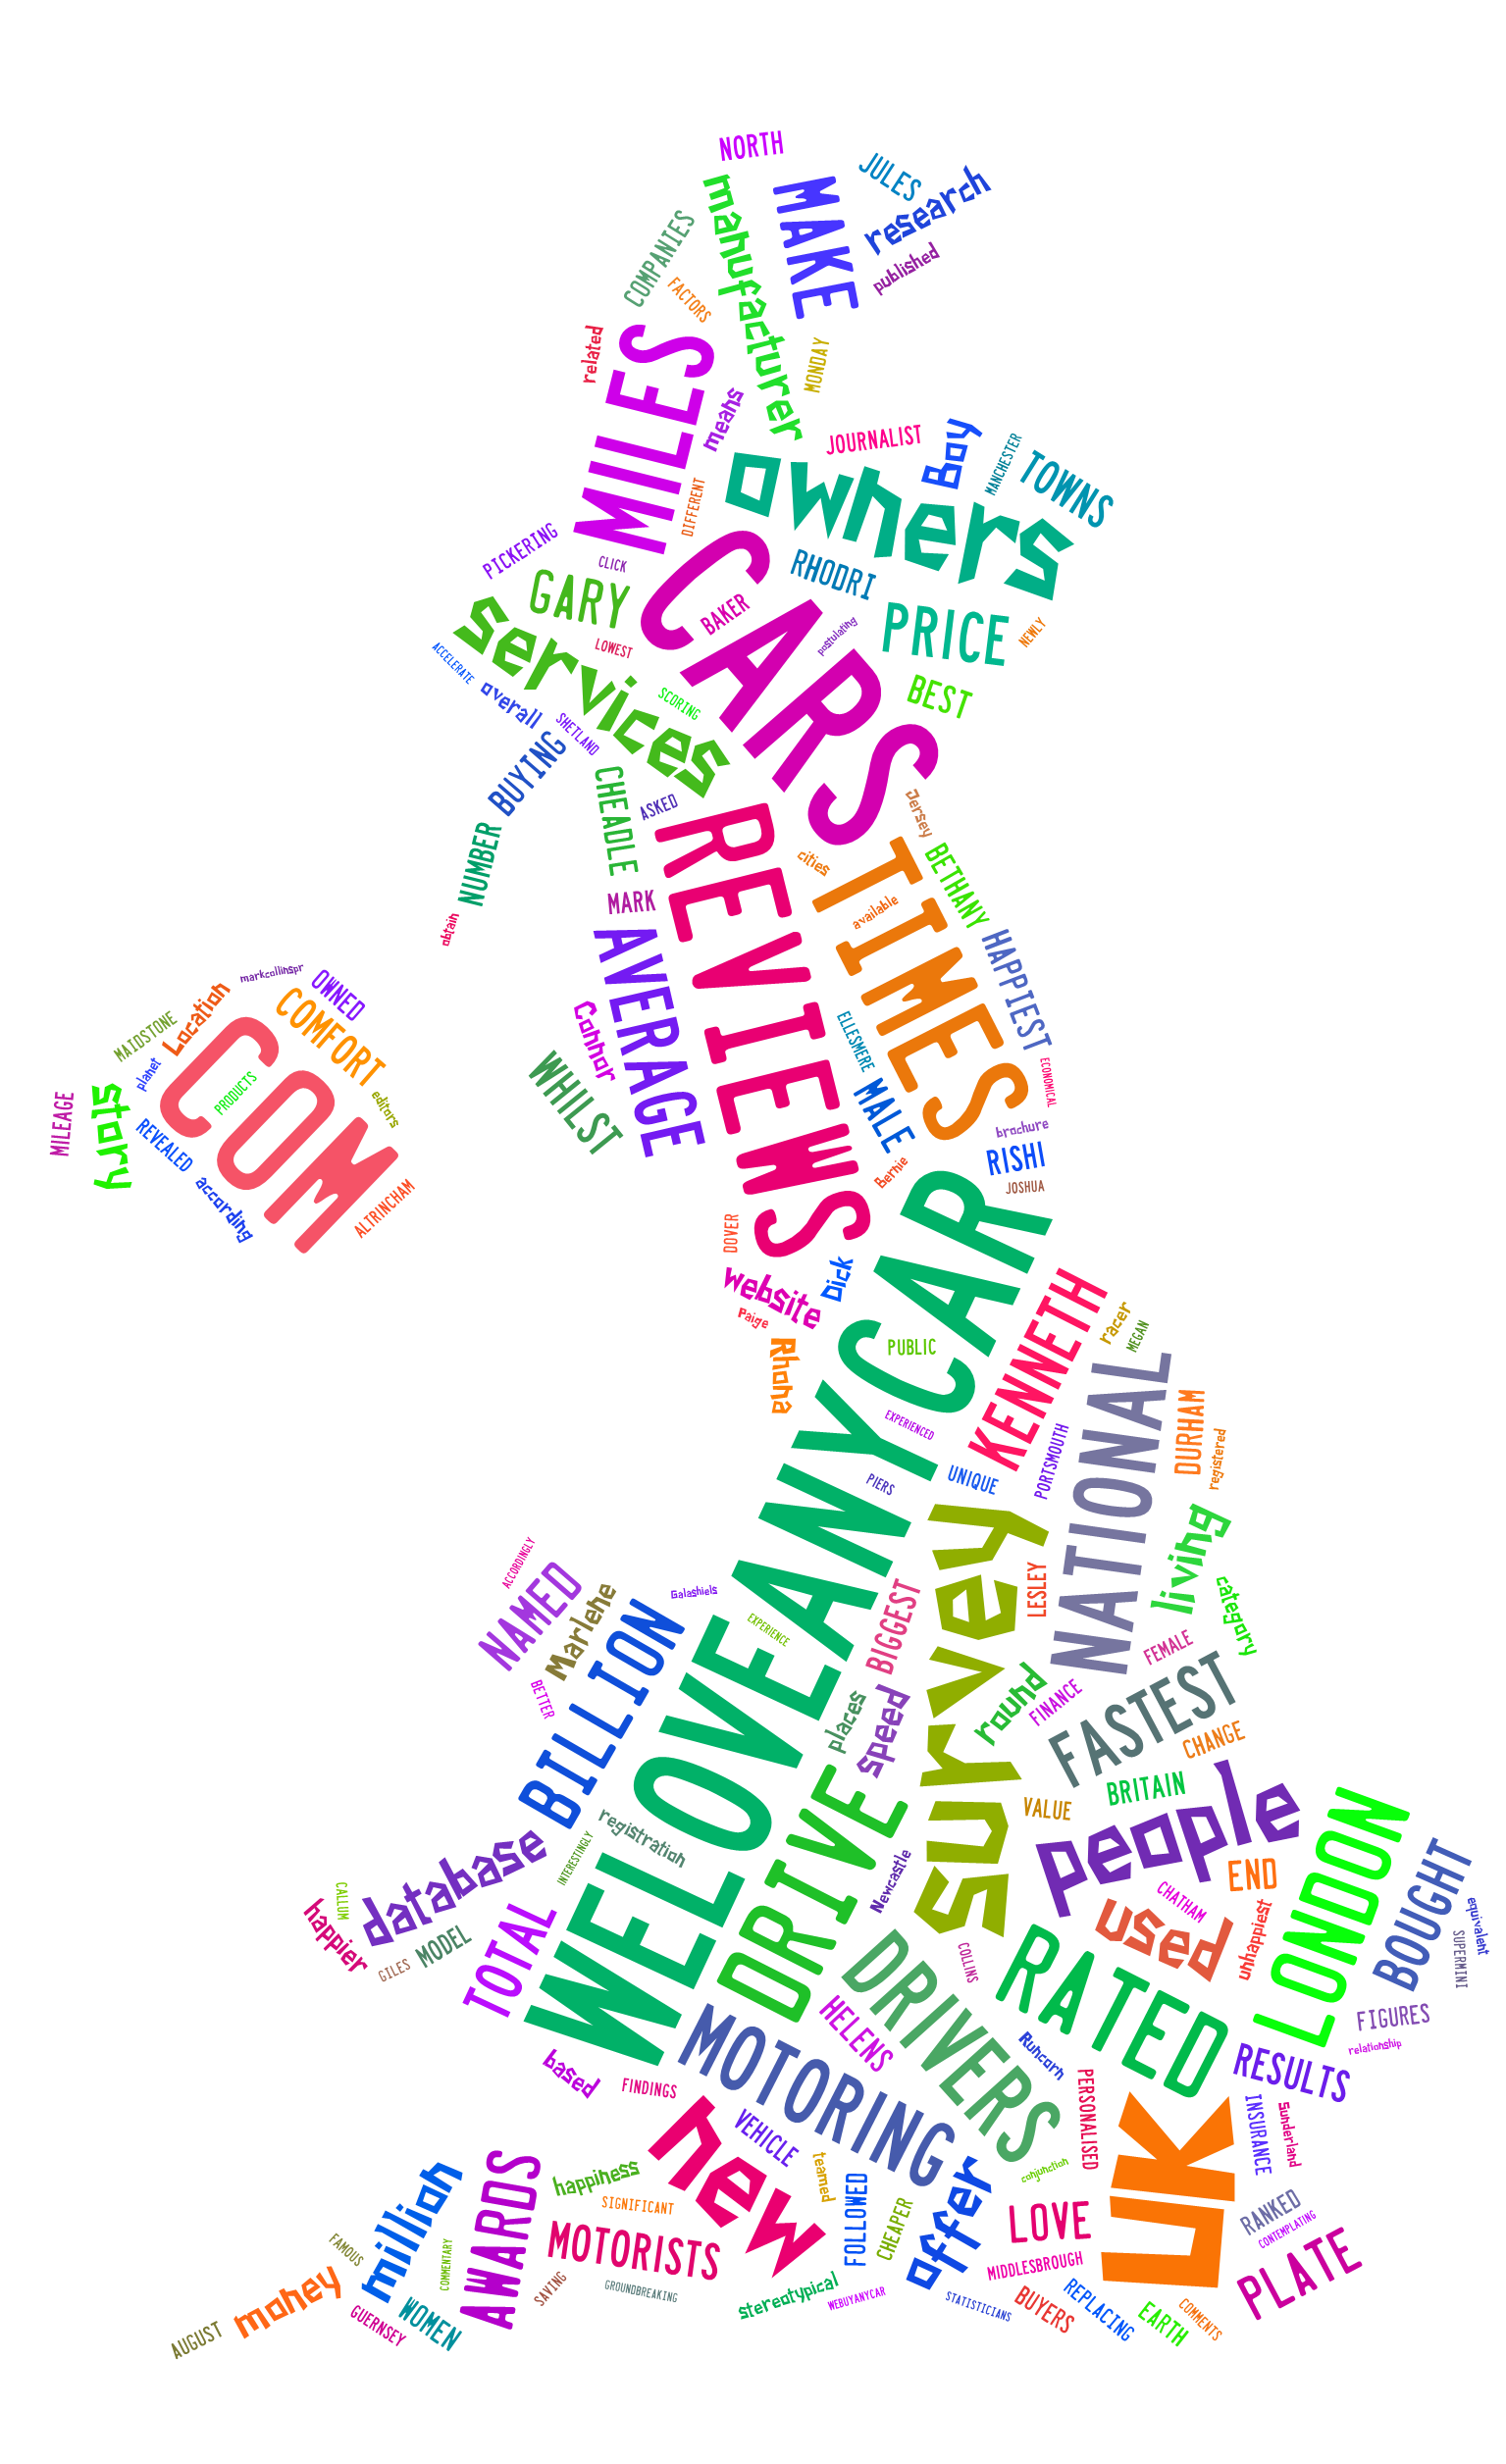 NORTH
JULES
research
MAKE
manufacturer
published
COMPANIES
FACTORS
related
MILES
MONDAY
means
JOURNALIST
Boy
MANCHESTER
TOWNS
owners
DIFFERENT
PICKERING
CLICK
GARY
CARS
BAKER
RHODRI
PRICE
NEWLY
postulating
services
LOWEST
ACCELERATE
overall
SCORING
BEST
SHETLAND
BUYING
CHEADLE
ASKED
NUMBER
obtain
MARK
REVIEWS
Jersey
cities
TIMES
BETHANY
available
HAPPIEST
AVERAGE
Connor
WHILST
ELLESMERE
MALE
ECONOMICAL
brochure
RISHI
JOSHUA
Bernie
markcollinspr
OWNED
Location
COMFORT
MAIDSTONE
planet
COM
PRODUCTS
editors
story
MILEAGE
REVEALED
according
ALTRINCHAM
DOVER
website
Dick
Paige
Rhona
WELOVEANYCAR
PUBLIC
KENNETH
racer
MEGAN
EXPERIENCED
UNIQUE
PORTSMOUTH
NATIONAL
DURHAM
registered
PIERS
survey
LESLEY
living
category
ACCORDINGLY
NAMED
Marlene
Galashiels
BETTER
BILLION
EXPERIENCE
BIGGEST
places
speed
round
FINANCE
FEMALE
FASTEST
CHANGE
BRITAIN
VALUE
people
END
CHATHAM
used
unhappiest
LONDON
BOUGHT
equivalent
SUPERMINI
FIGURES
relationship
registration
INTERESTINGLY
database
CALLUM
happier
GILES
MODEL
TOTAL
DRIVE
Newcastle
COLLINS
DRIVERS
RATED
RESULTS
HELENS
MOTORING
Runcorn
PERSONALISED
UK
INSURANCE
Sunderland
based
FINDINGS
new
VEHICLE
teamed
FOLLOWED
CHEAPER
offer
conjunction
LOVE
MIDDLESBROUGH
RANKED
CONTEMPLATING
PLATE
happiness
SIGNIFICANT
AWARDS
MOTORISTS
million
COMMENTARY
FAMOUS
money
AUGUST
GUERNSEY
WOMEN
SAVING
GROUNDBREAKING
stereotypical
WEBUYANYCAR
STATISTICIANS
BUYERS
REPLACING
EARTH
COMMENTS